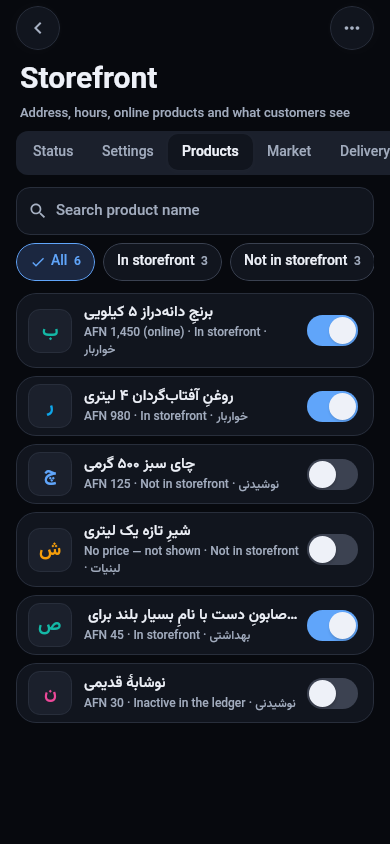 Storefront
Address, hours, online products and what customers see
Status Settings Products Market Delivery
Search product name
All 6 In storefront 3 Not in storefront 3
ب
برنجِ دانه‌دراز ۵ کیلویی
AFN 1,450 (online) · In storefront ·
خواربار
ر
روغنِ آفتاب‌گردان ۴ لیتری
AFN 980 · In storefront · خواربار
چ
چای سبز ۵۰۰ گرمی
AFN 125 · Not in storefront · نوشیدنی
ش
شیرِ تازه یک لیتری
No price — not shown · Not in storefront
· لبنیات
ص
صابونِ دست با نامِ بسیار بلند برای…
AFN 45 · In storefront · بهداشتی
ن
نوشابهٔ قدیمی
AFN 30 · Inactive in the ledger · نوشیدنی